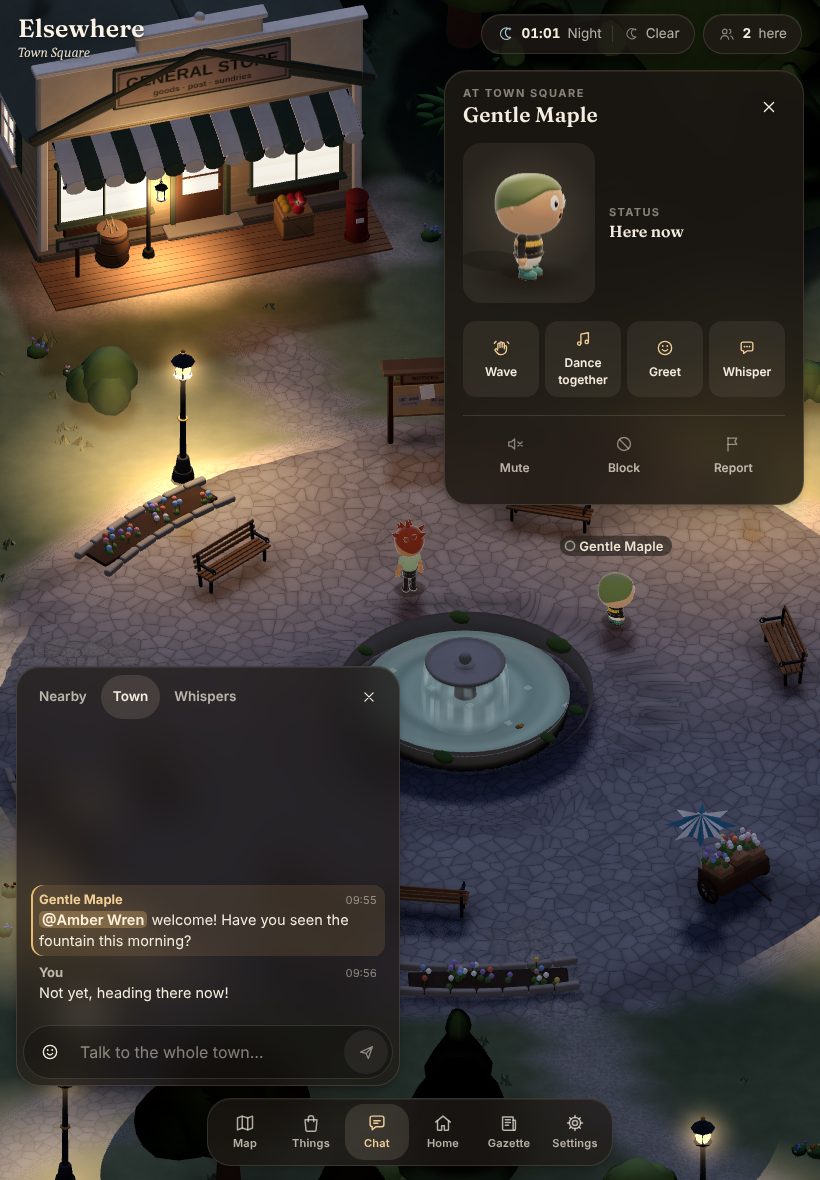 Elsewhere
Town Square
01:01 Night
Clear
2 here
GENERAL STORE
goods · post · sundries
AT TOWN SQUARE
Gentle Maple
STATUS
Here now
Wave
Dance together
Greet
Whisper
Mute
Block
Report
Gentle Maple
Nearby
Town
Whispers
Gentle Maple 09:55
@Amber Wren welcome! Have you seen the
fountain this morning?
You 09:56
Not yet, heading there now!
Talk to the whole town...
Map
Things
Chat
Home
Gazette
Settings